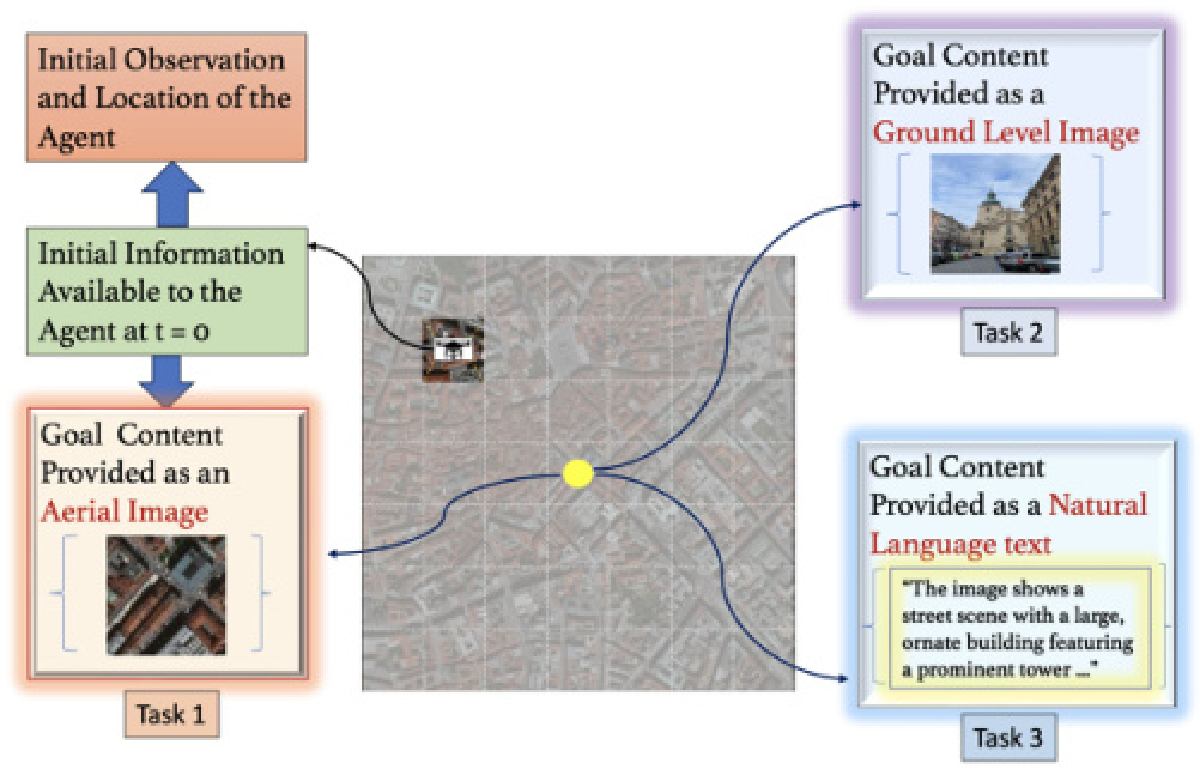 Initial Observation
and Location of the
Agent
Initial Information
Available to the
Agent at t = 0
Goal Content
Provided as an
Aerial Image
Task 1
Goal Content
Provided as a
Ground Level Image
Task 2
Goal Content
Provided as a Natural
Language text
"The image shows a
street scene with a large,
ornate building featuring
a prominent tower ..."
Task 3